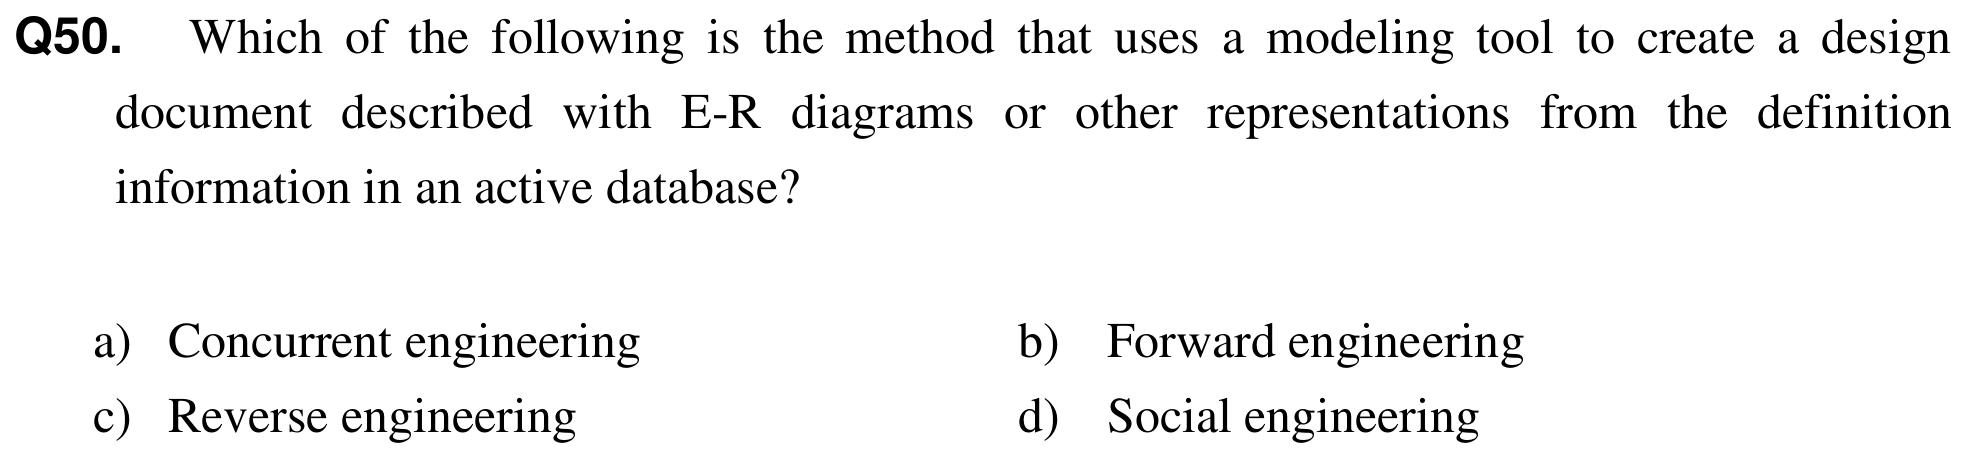 Q50. Which of the following is the method that uses a modeling tool to create a design
document described with E-R diagrams or other representations from the definition
information in an active database?
a) Concurrent engineering b) Forward engineering
c) Reverse engineering d) Social engineering